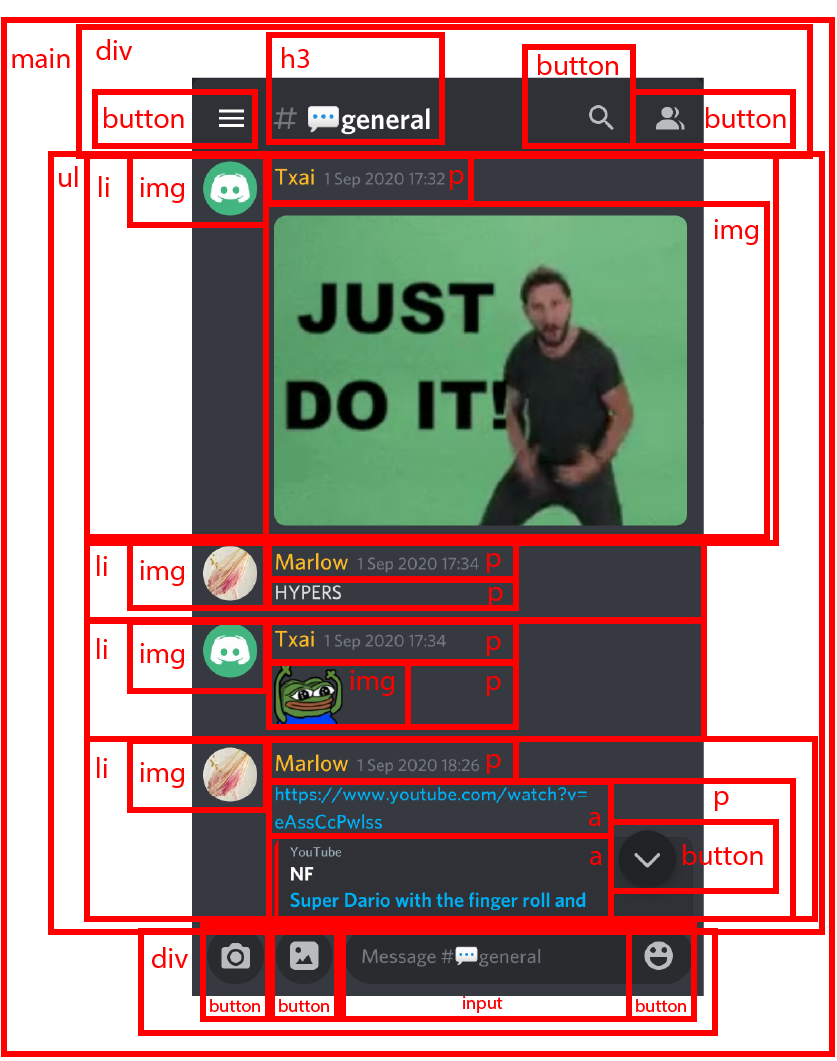 main
div
h3
button
button
# 💬general
button
ul
li
img
Txai 1 Sep 2020 17:32
p
img
JUST
DO IT!
li
img
Marlow 1 Sep 2020 17:34
p
HYPERS
p
li
img
Txai 1 Sep 2020 17:34
p
img
p
li
img
Marlow 1 Sep 2020 18:26
p
https://www.youtube.com/watch?v=
eAssCcPwlss
a
p
YouTube
a
button
NF
Super Dario with the finger roll and
div
Message #💬general
button
button
input
button